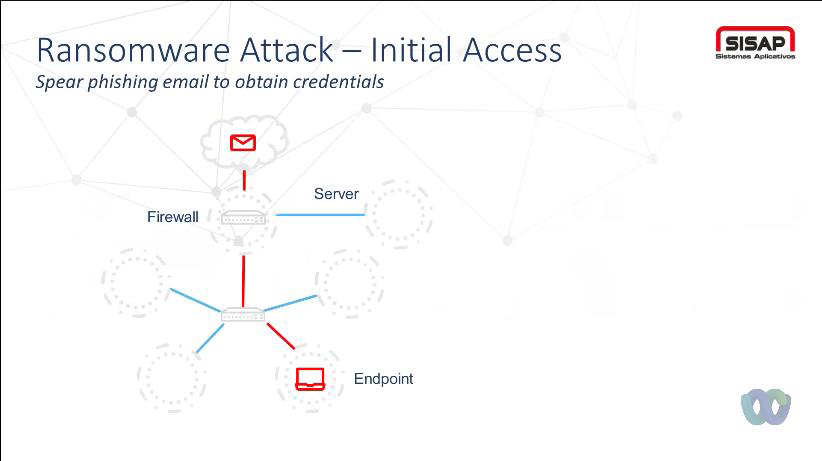 Ransomware Attack – Initial Access
Spear phishing email to obtain credentials
SISAP
Sistemas Aplicativos
Server
Firewall
Endpoint